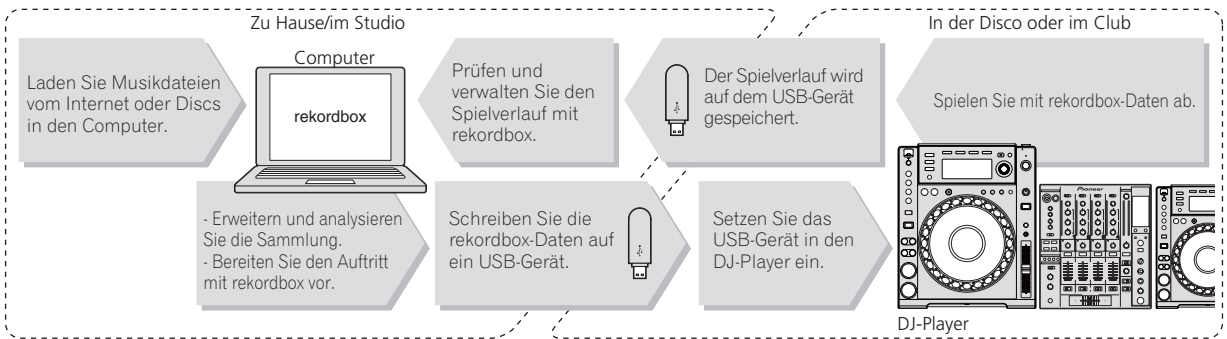 Zu Hause/im Studio
In der Disco oder im Club
Laden Sie Musikdateien
vom Internet oder Discs
in den Computer.
Computer
rekordbox
Prüfen und
verwalten Sie den
Spielverlauf mit
rekordbox.
Der Spielverlauf wird
auf dem USB-Gerät
gespeichert.
Spielen Sie mit rekordbox-Daten ab.
- Erweitern und analysieren
Sie die Sammlung.
- Bereiten Sie den Auftritt
mit rekordbox vor.
Schreiben Sie die
rekordbox-Daten auf
ein USB-Gerät.
Setzen Sie das
USB-Gerät in den
DJ-Player ein.
Pioneer
DJ-Player